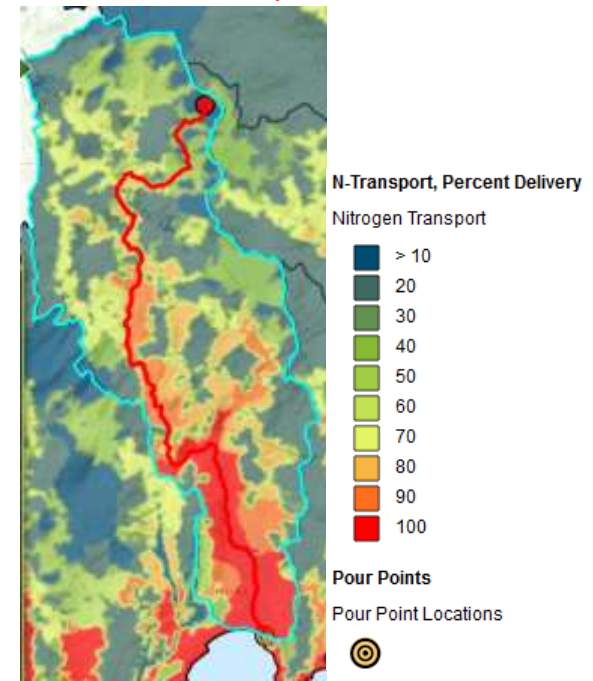 N-Transport, Percent Delivery
Nitrogen Transport
> 10
20
30
40
50
60
70
80
90
100
Pour Points
Pour Point Locations